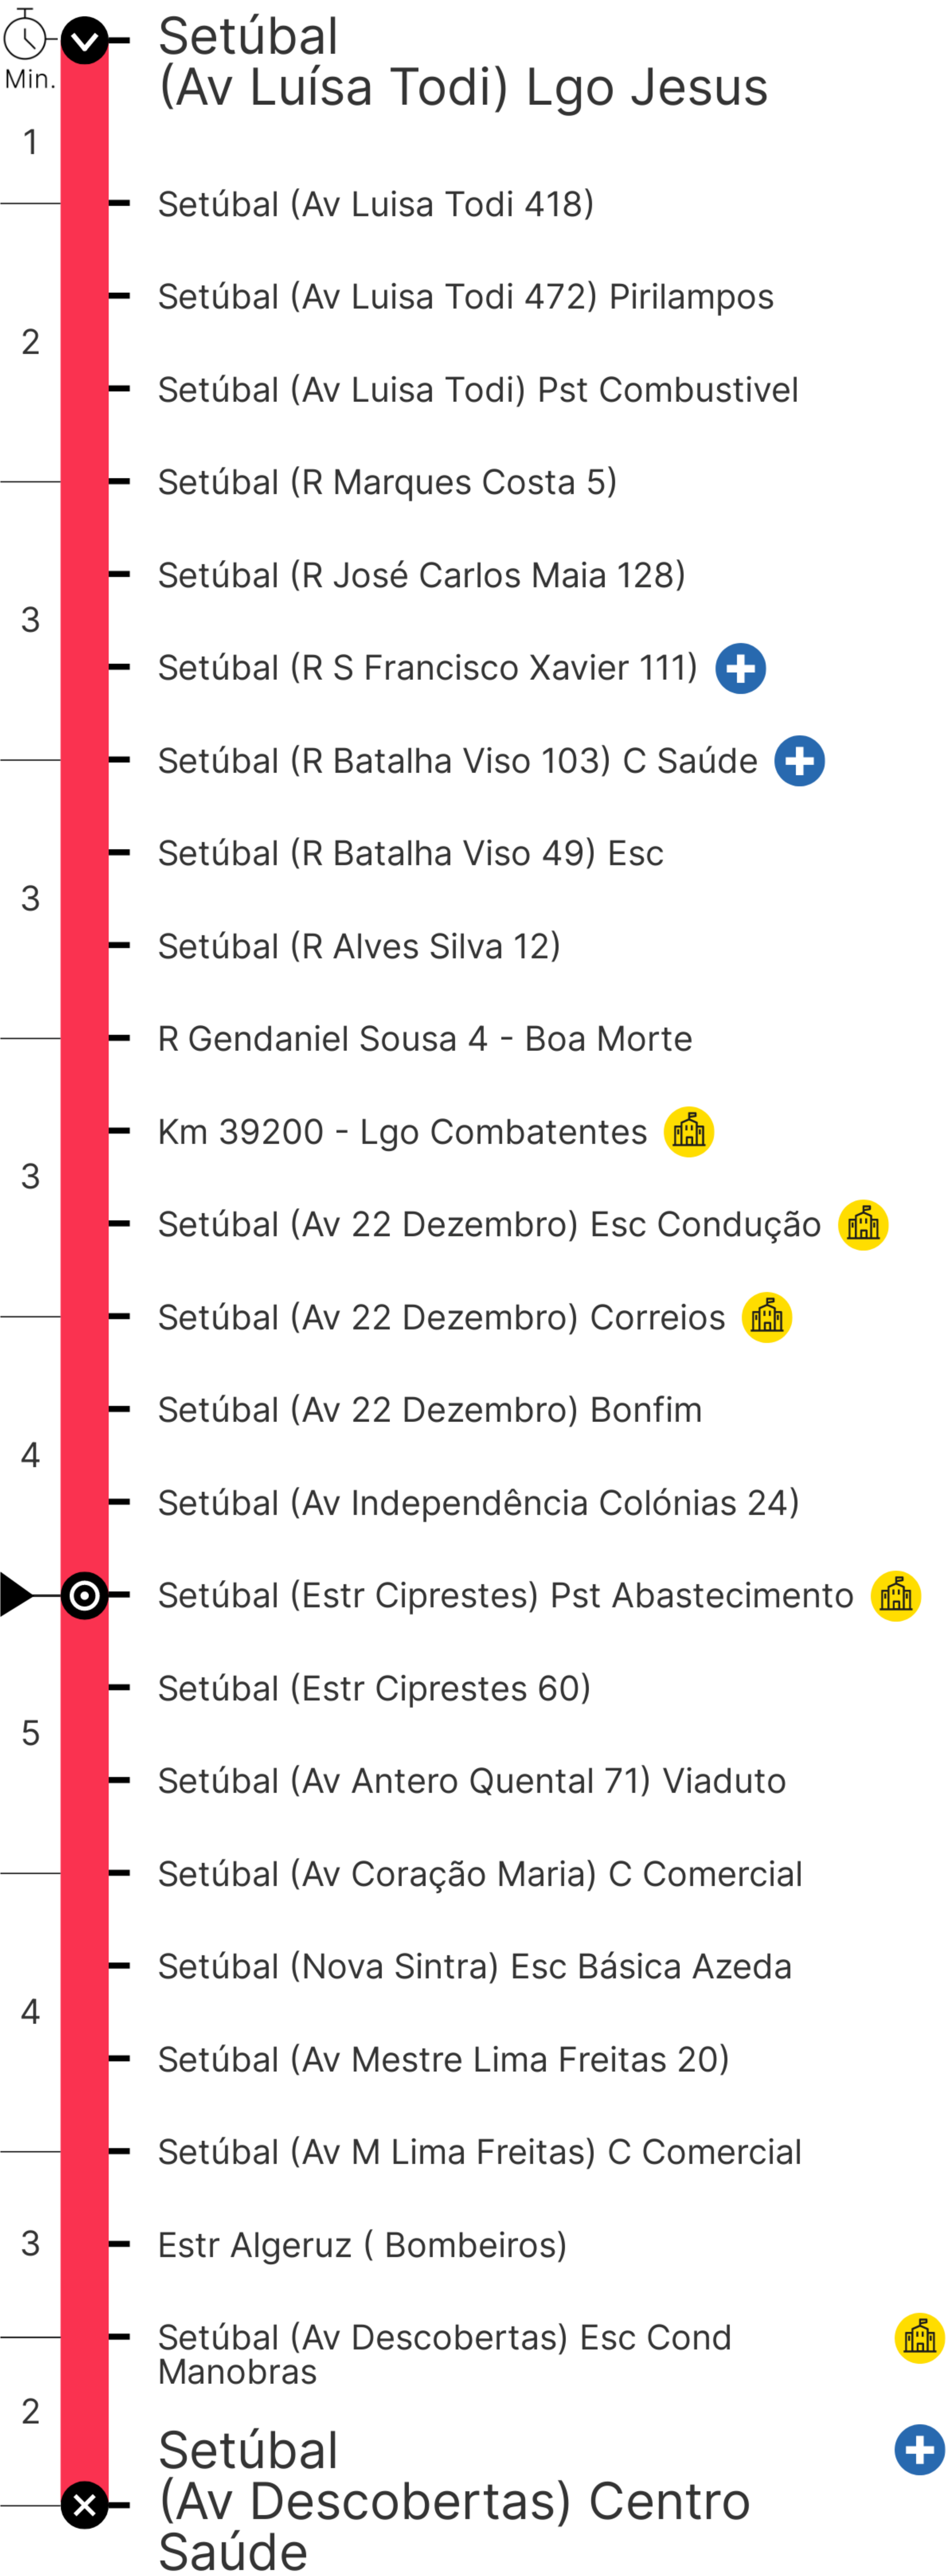 Setúbal
(Av Luísa Todi) Lgo Jesus
Min.
1
Setúbal (Av Luisa Todi 418)
Setúbal (Av Luisa Todi 472) Pirilampos
2
Setúbal (Av Luisa Todi) Pst Combustivel
Setúbal (R Marques Costa 5)
Setúbal (R José Carlos Maia 128)
3
Setúbal (R S Francisco Xavier 111)
Setúbal (R Batalha Viso 103) C Saúde
Setúbal (R Batalha Viso 49) Esc
3
Setúbal (R Alves Silva 12)
R Gendaniel Sousa 4 - Boa Morte
Km 39200 - Lgo Combatentes
3
Setúbal (Av 22 Dezembro) Esc Condução
Setúbal (Av 22 Dezembro) Correios
Setúbal (Av 22 Dezembro) Bonfim
4
Setúbal (Av Independência Colónias 24)
Setúbal (Estr Ciprestes) Pst Abastecimento
Setúbal (Estr Ciprestes 60)
5
Setúbal (Av Antero Quental 71) Viaduto
Setúbal (Av Coração Maria) C Comercial
Setúbal (Nova Sintra) Esc Básica Azeda
4
Setúbal (Av Mestre Lima Freitas 20)
Setúbal (Av M Lima Freitas) C Comercial
3
Estr Algeruz ( Bombeiros)
Setúbal (Av Descobertas) Esc Cond
Manobras
2
Setúbal
(Av Descobertas) Centro
Saúde